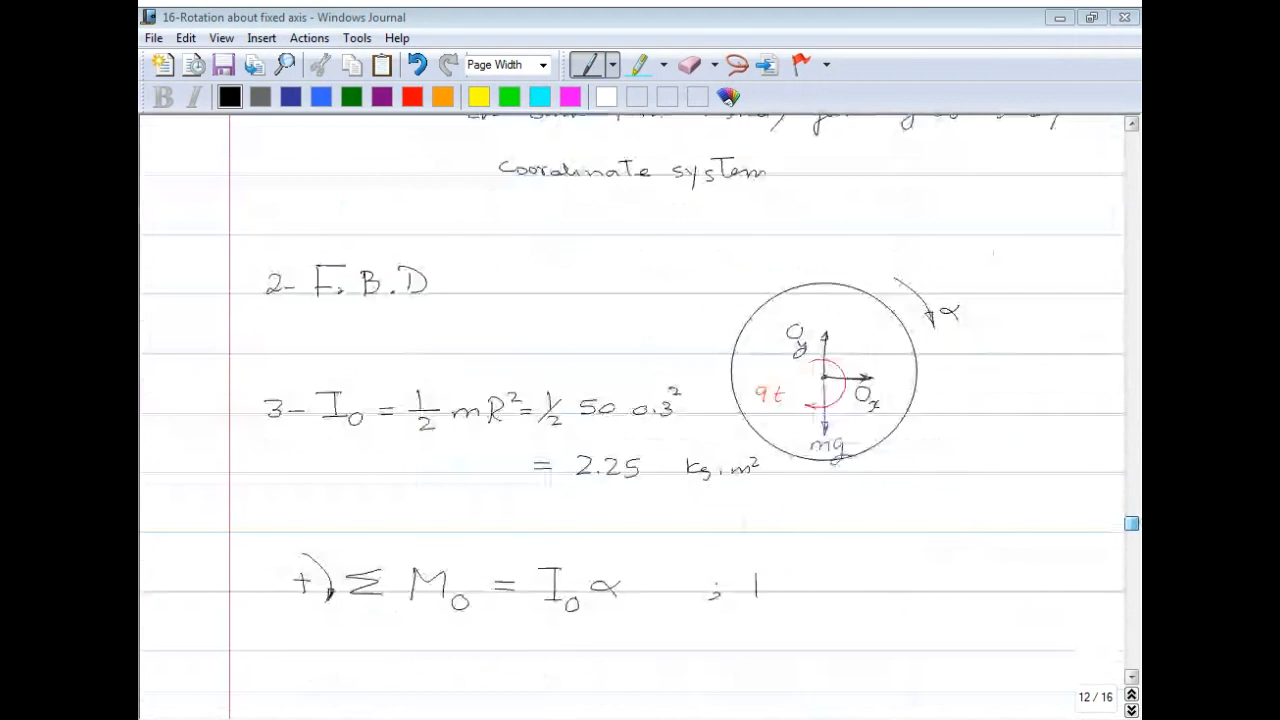 16-Rotation about fixed axis - Windows Journal
File Edit View Insert Actions Tools Help
Page Width
B I
coordinate system
2- F.B.D
α
Oy
9t
Ox
mg
3- I₀ = 1/2 mR² = 1/2 50 0.3²
= 2.25 kg.m²
+) Σ M₀ = I₀ α ; 1
12 / 16